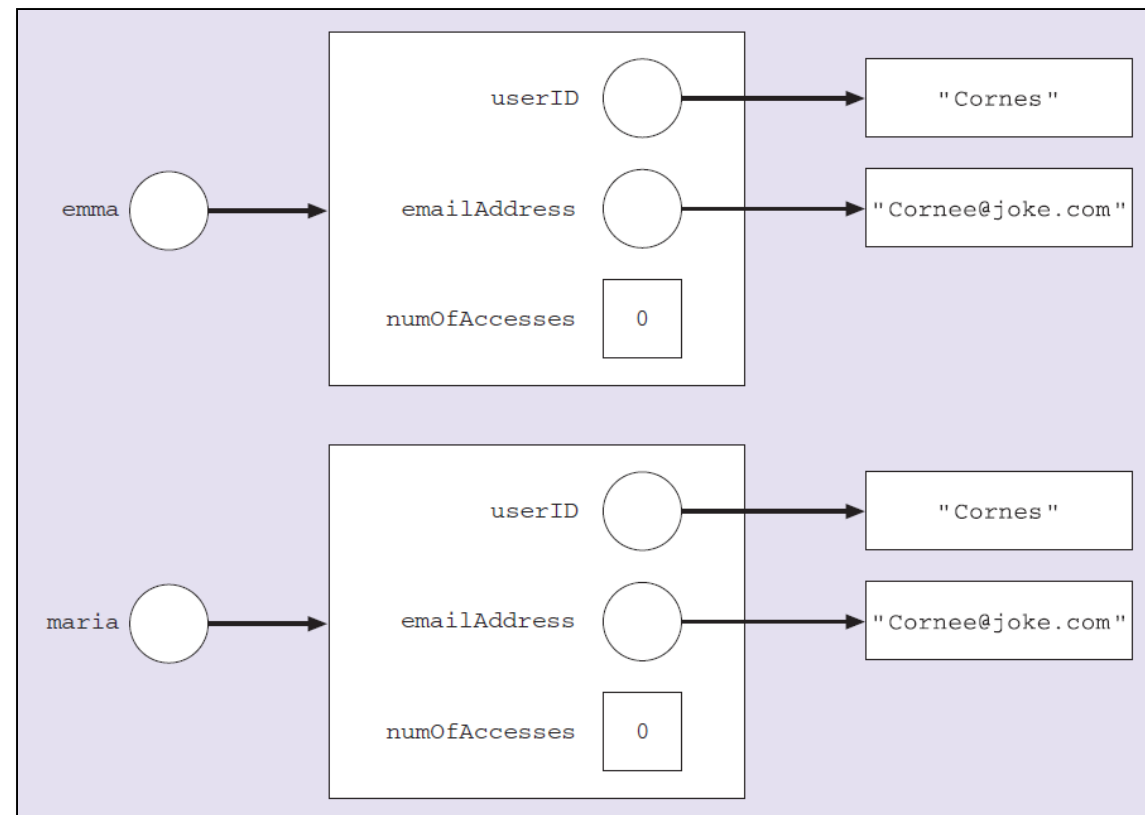 userID "Cornes"
emma emailAddress "Cornee@joke.com"
numOfAccesses 0
userID "Cornes"
maria emailAddress "Cornee@joke.com"
numOfAccesses 0